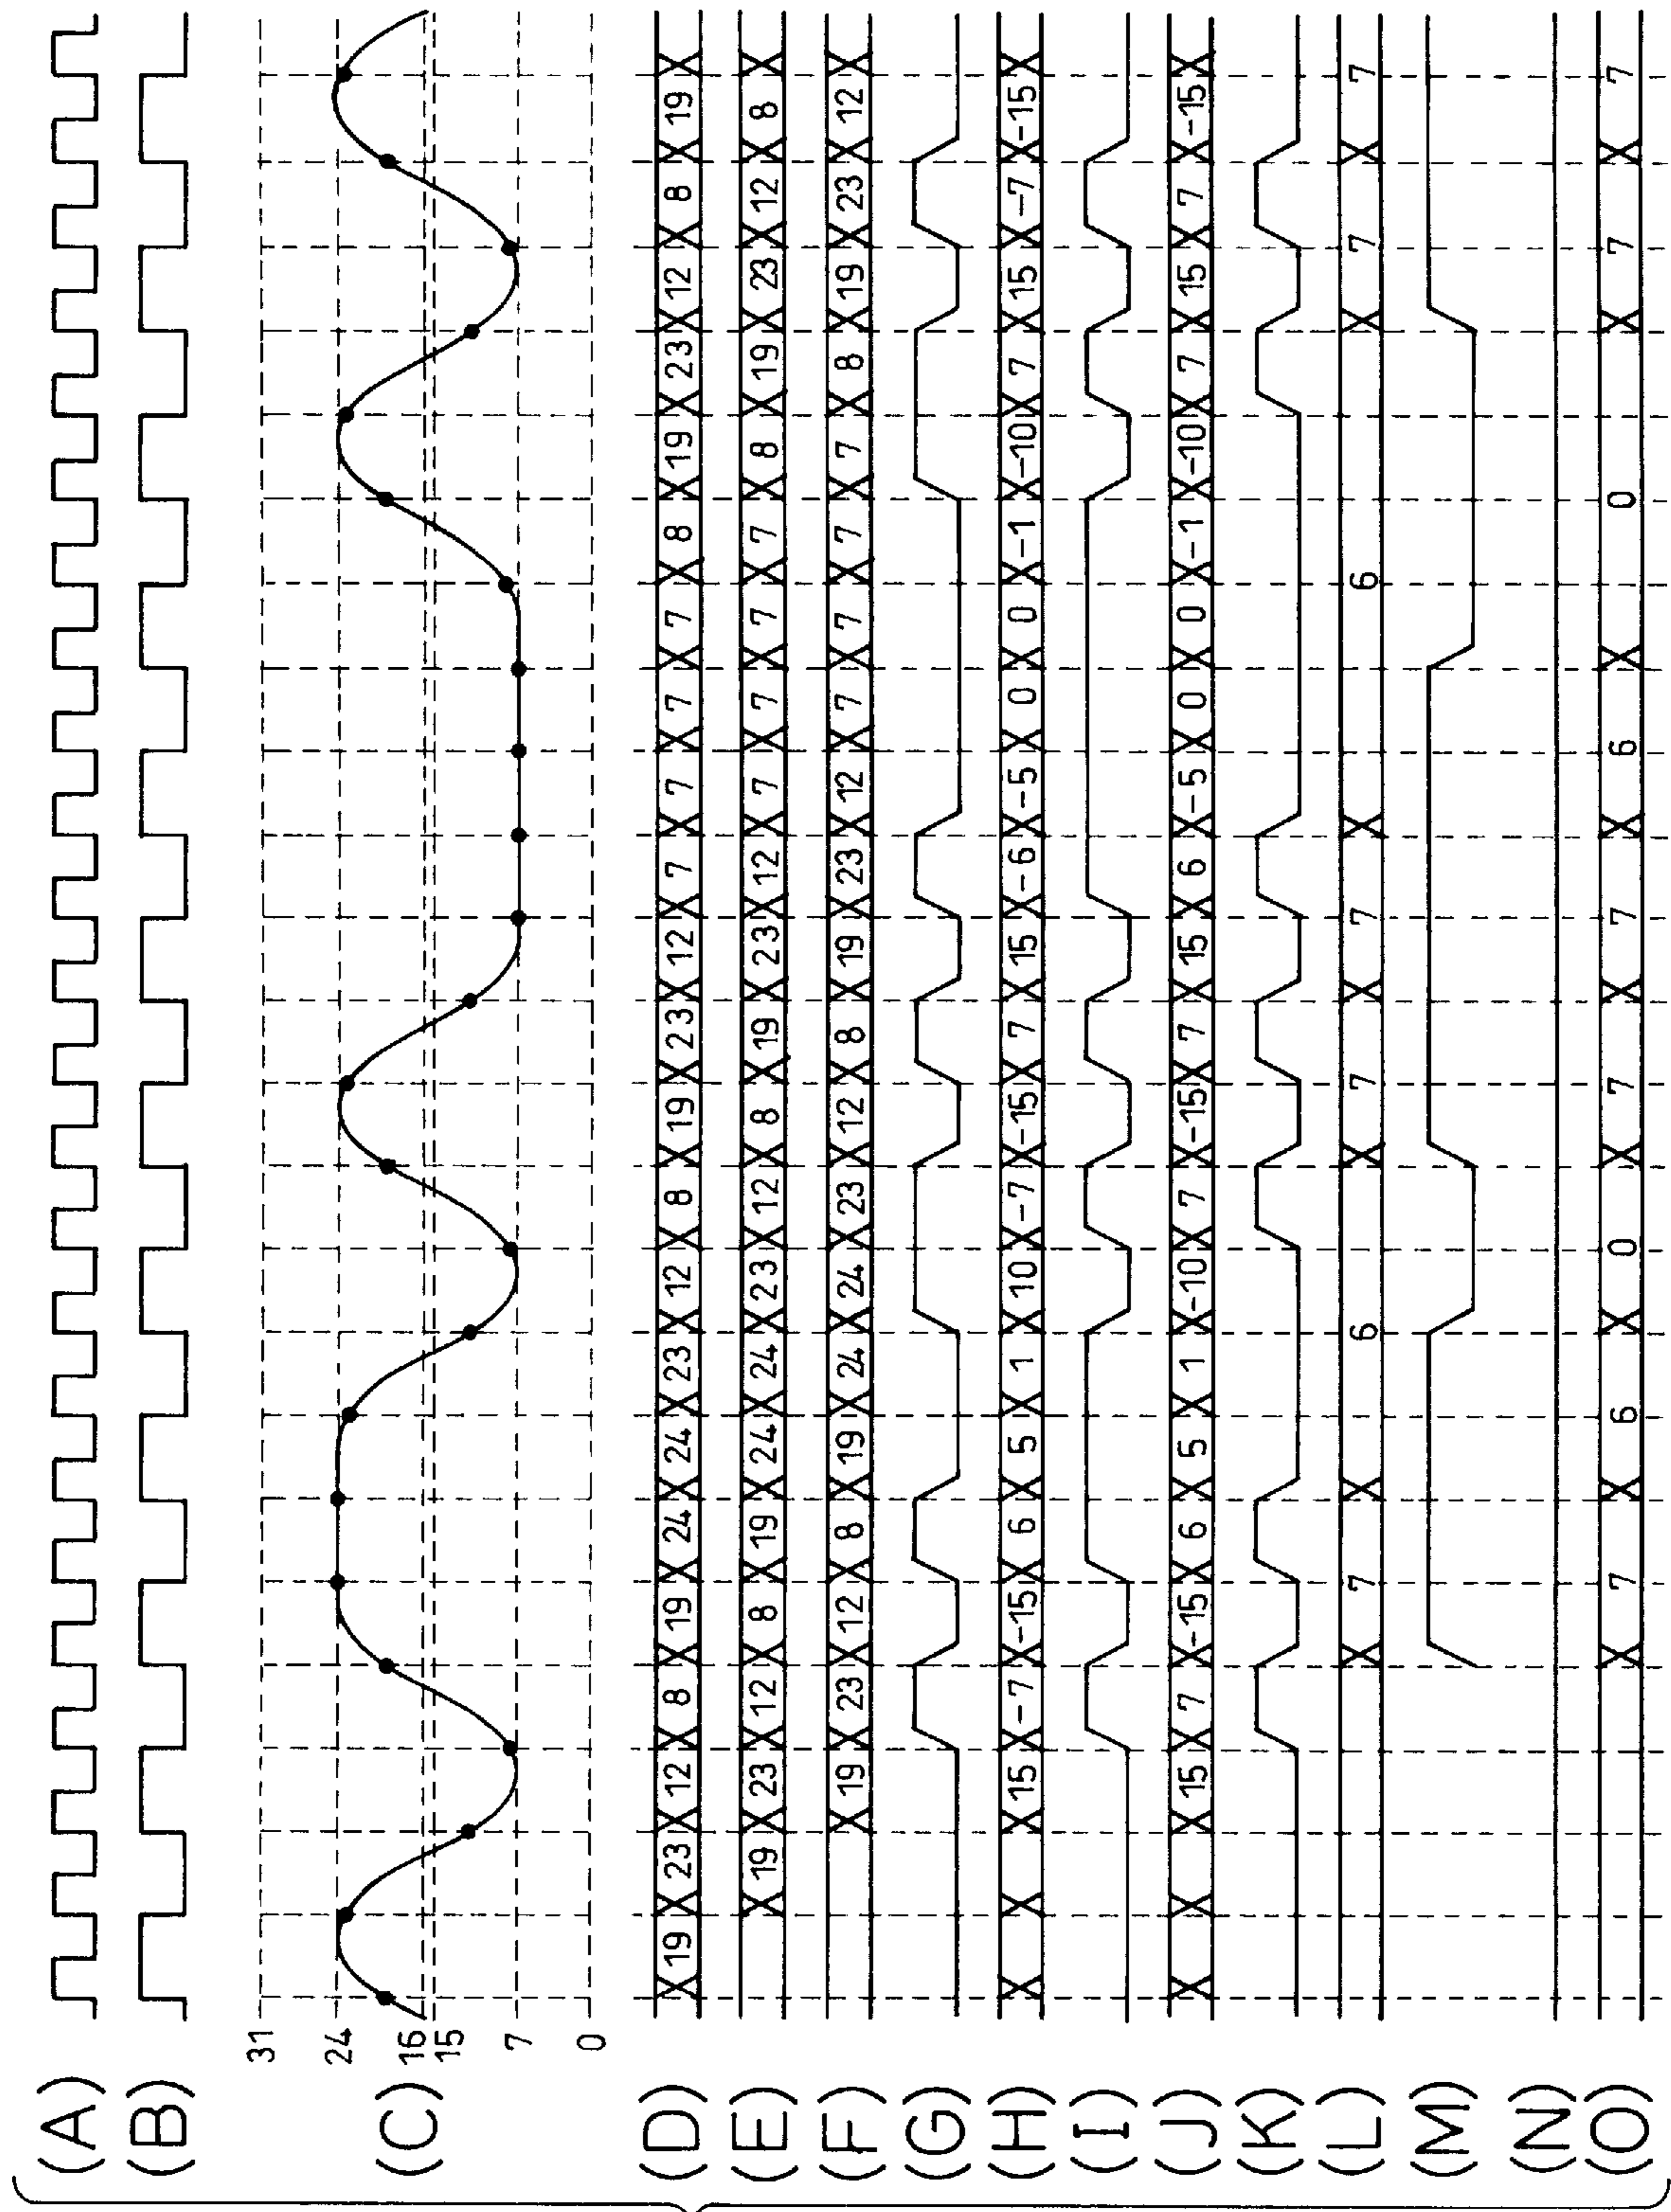 (A)
(B)
(C)
31
24
16
15
7
0
(D) 19 23 12 8 19 24 24 23 12 8 19 23 12 7 7 7 7 8 19 23 12 8 19
(E) 19 23 12 8 19 24 24 23 12 8 19 23 12 7 7 7 7 8 19 23 12 8
(F) 19 23 12 8 19 24 24 23 12 8 19 23 12 7 7 7 7 8 19 23 12
(G)
(H) 15 -7 -15 6 5 1 10 -7 -15 7 15 -6 -5 0 0 -1 -10 7 15 -7 -15
(I)
(J) 15 7 -15 6 5 1 -10 7 -15 7 15 6 -5 0 0 -1 -10 7 15 7 -15
(K)
(L) 7 6 7 7 6 7 7
(M)
(N)
(O) 7 6 0 7 7 6 0 7 7